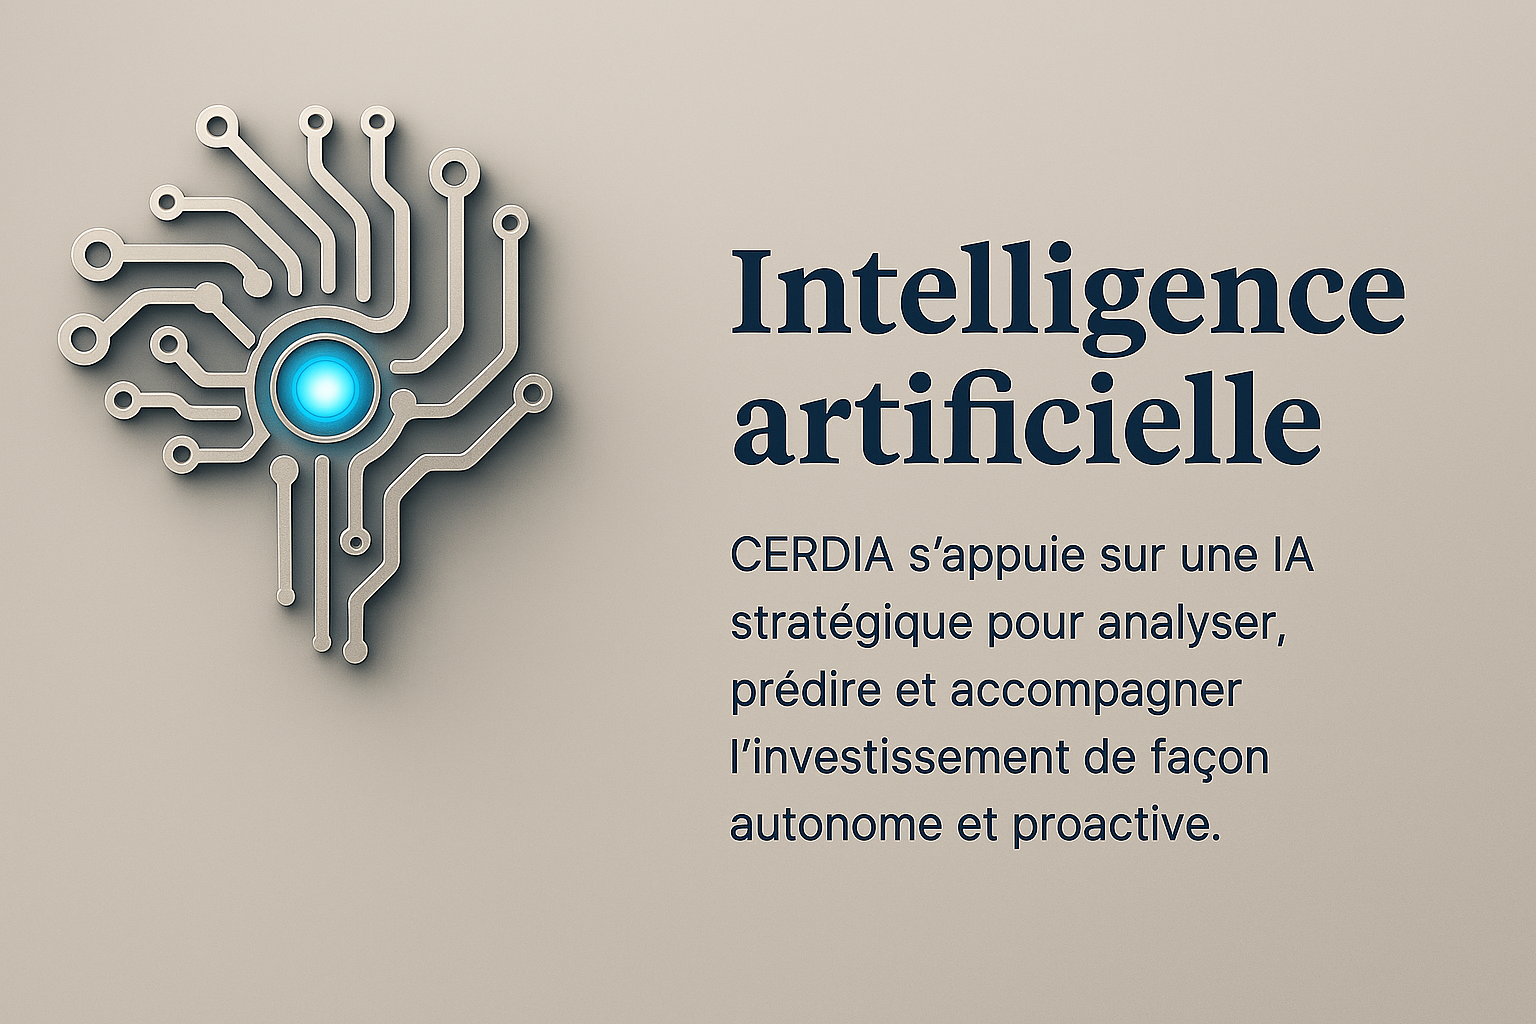 Intelligence
artificielle
CERDIA s’appuie sur une IA
stratégique pour analyser,
prédire et accompagner
l’investissement de façon
autonome et proactive.